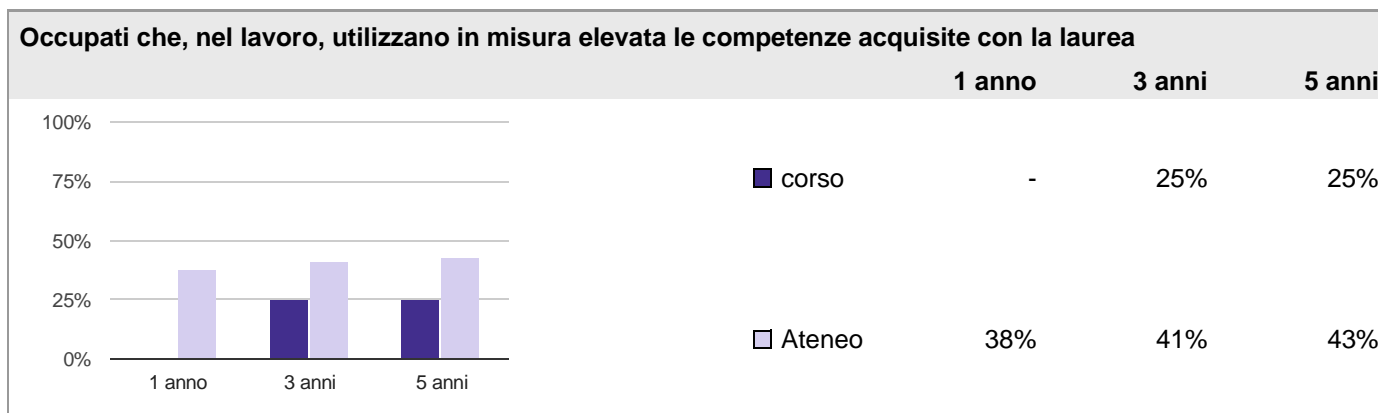 Occupati che, nel lavoro, utilizzano in misura elevata le competenze acquisite con la laurea
1 anno 3 anni 5 anni
100%
75%
50%
25%
0%
1 anno 3 anni 5 anni
corso - 25% 25%
Ateneo 38% 41% 43%